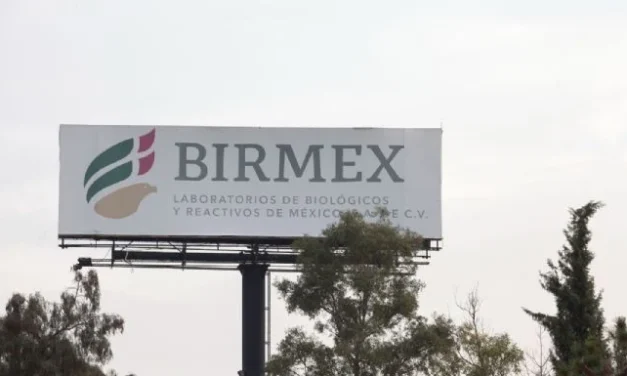 BIRMEX
LABORATORIOS DE BIOLÓGICOS
Y REACTIVOS DE MÉXICO DE C.V.